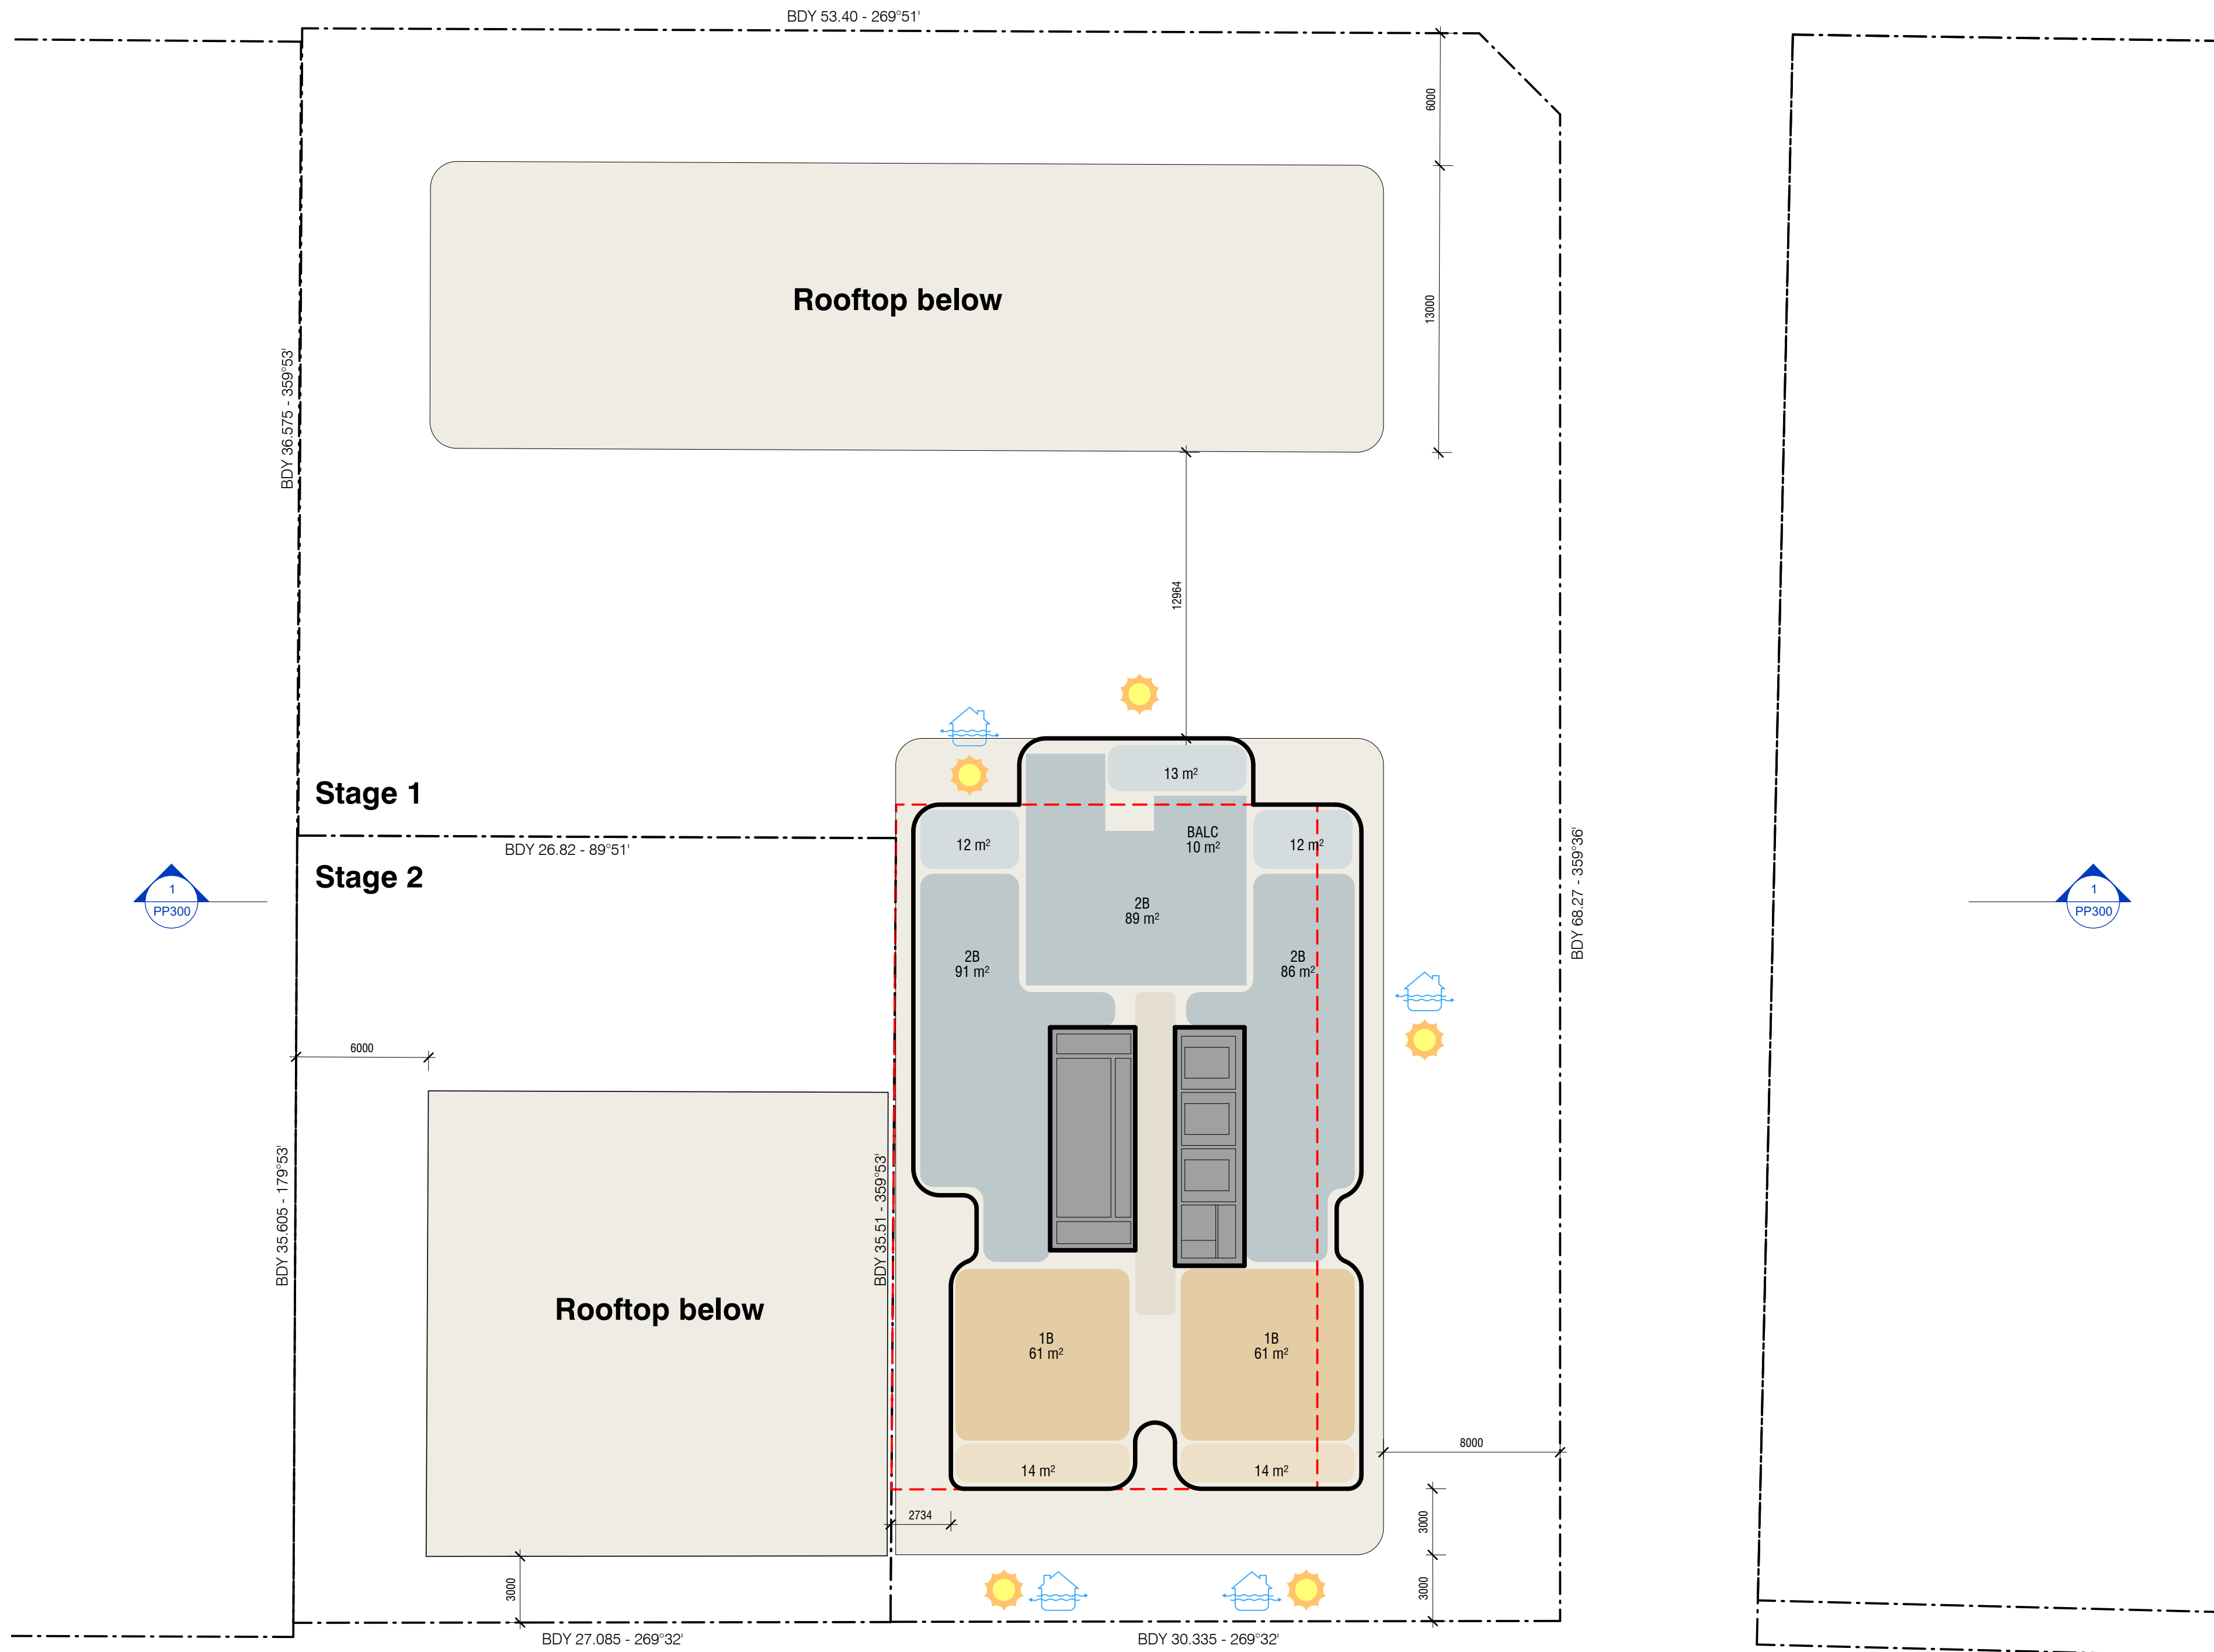 BDY 53.40 - 269°51'
6000
Rooftop below
13000
BDY 36.575 - 359°53'
12964
13 m²
Stage 1
12 m²
BALC
10 m²
12 m²
BDY 26.82 - 89°51'
BDY 68.27 - 359°36'
Stage 2
1
PP300
1
PP300
2B
89 m²
2B
91 m²
2B
86 m²
6000
BDY 35.605 - 179°53'
BDY 35.51 - 359°53'
Rooftop below
1B
61 m²
1B
61 m²
8000
14 m²
14 m²
2734
3000
3000
3000
BDY 27.085 - 269°32'
BDY 30.335 - 269°32'